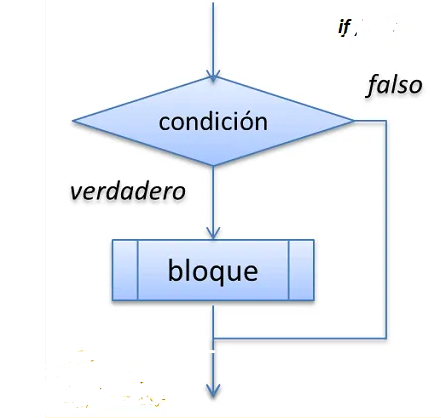 if
falso
condición
verdadero
bloque